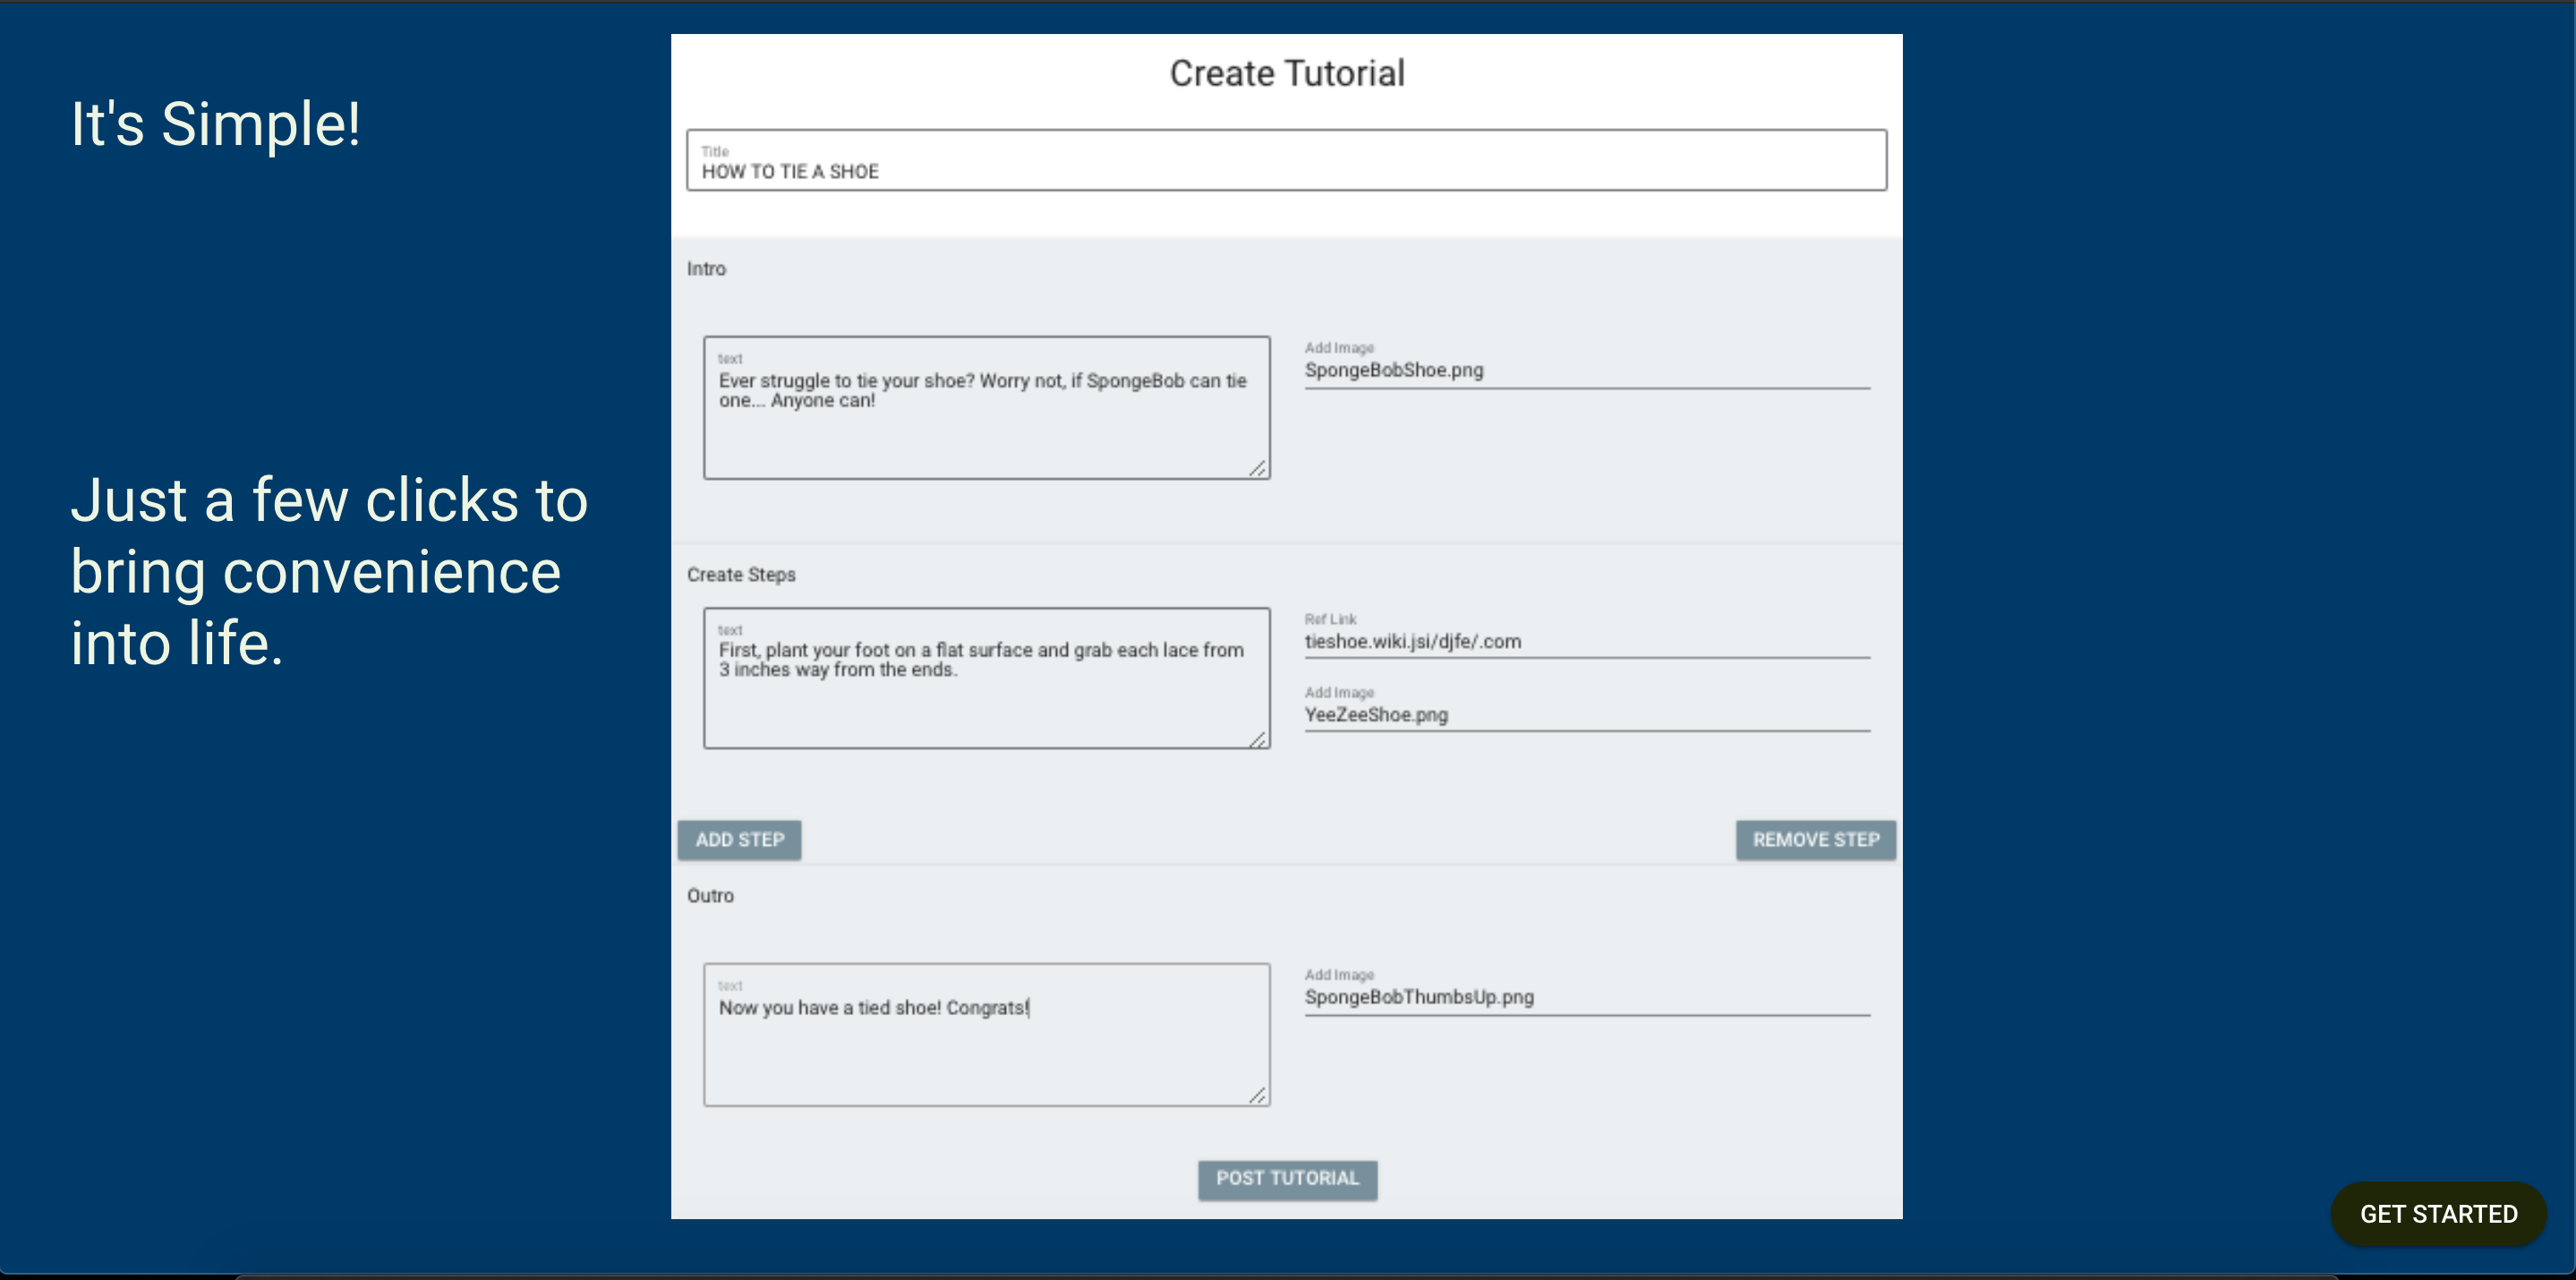 It's Simple!
Just a few clicks to
bring convenience
into life.
Create Tutorial
Title
HOW TO TIE A SHOE
Intro
text
Ever struggle to tie your shoe? Worry not, if SpongeBob can tie
one... Anyone can!
Add Image
SpongeBobShoe.png
Create Steps
text
First, plant your foot on a flat surface and grab each lace from
3 inches way from the ends.
Ref Link
tieshoe.wiki.jsi/djfe/.com
Add Image
YeeZeeShoe.png
ADD STEP
REMOVE STEP
Outro
text
Now you have a tied shoe! Congrats!
Add Image
SpongeBobThumbsUp.png
POST TUTORIAL
GET STARTED